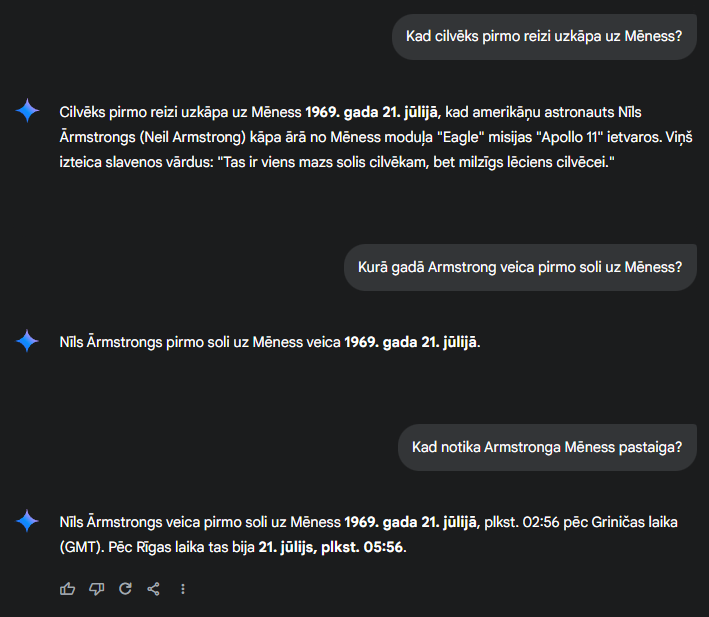 Kad cilvēks pirmo reizi uzkāpa uz Mēness?
Cilvēks pirmo reizi uzkāpa uz Mēness 1969. gada 21. jūlijā, kad amerikāņu astronauts Nīls
Ārmstrongs (Neil Armstrong) kāpa ārā no Mēness moduļa "Eagle" misijas "Apollo 11" ietvaros. Viņš
izteica slavenos vārdus: "Tas ir viens mazs solis cilvēkam, bet milzīgs lēciens cilvēcei."
Kurā gadā Armstrong veica pirmo soli uz Mēness?
Nīls Ārmstrongs pirmo soli uz Mēness veica 1969. gada 21. jūlijā.
Kad notika Armstronga Mēness pastaiga?
Nīls Ārmstrongs veica pirmo soli uz Mēness 1969. gada 21. jūlijā, plkst. 02:56 pēc Griničas laika
(GMT). Pēc Rīgas laika tas bija 21. jūlijs, plkst. 05:56.